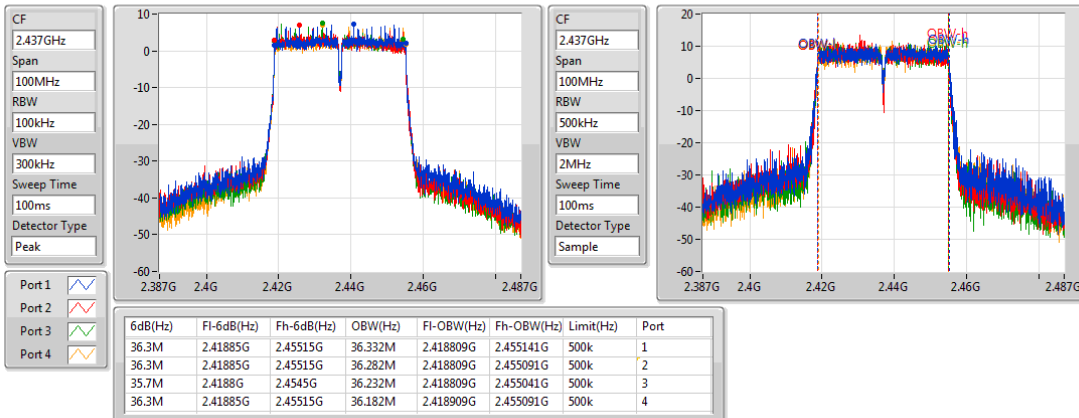 CF
2.437GHz
Span
100MHz
RBW
100kHz
VBW
300kHz
Sweep Time
100ms
Detector Type
Peak
10
0
-10
-20
-30
-40
-50
-60
2.387G 2.4G 2.42G 2.44G 2.46G 2.487G
CF
2.437GHz
Span
100MHz
RBW
500kHz
VBW
2MHz
Sweep Time
100ms
Detector Type
Sample
20
10
0
-10
-20
-30
-40
-50
-60
OBW-h
OBW-h
2.387G 2.4G 2.42G 2.44G 2.46G 2.487G
Port 1
Port 2
Port 3
Port 4
6dB(Hz) Fl-6dB(Hz) Fh-6dB(Hz) OBW(Hz) Fl-OBW(Hz) Fh-OBW(Hz) Limit(Hz) Port
36.3M 2.41885G 2.45515G 36.332M 2.418809G 2.455141G 500k 1
36.3M 2.41885G 2.45515G 36.282M 2.418809G 2.455091G 500k 2
35.7M 2.4188G 2.4545G 36.232M 2.418809G 2.455041G 500k 3
36.3M 2.41885G 2.45515G 36.182M 2.418909G 2.455091G 500k 4